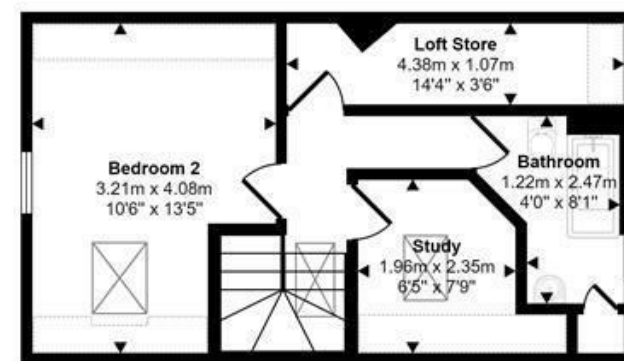 Loft Store
4.38m x 1.07m
14'4" x 3'6"
Bedroom 2
3.21m x 4.08m
10'6" x 13'5"
Bathroom
1.22m x 2.47m
4'0" x 8'1"
Study
1.96m x 2.35m
6'5" x 7'9"